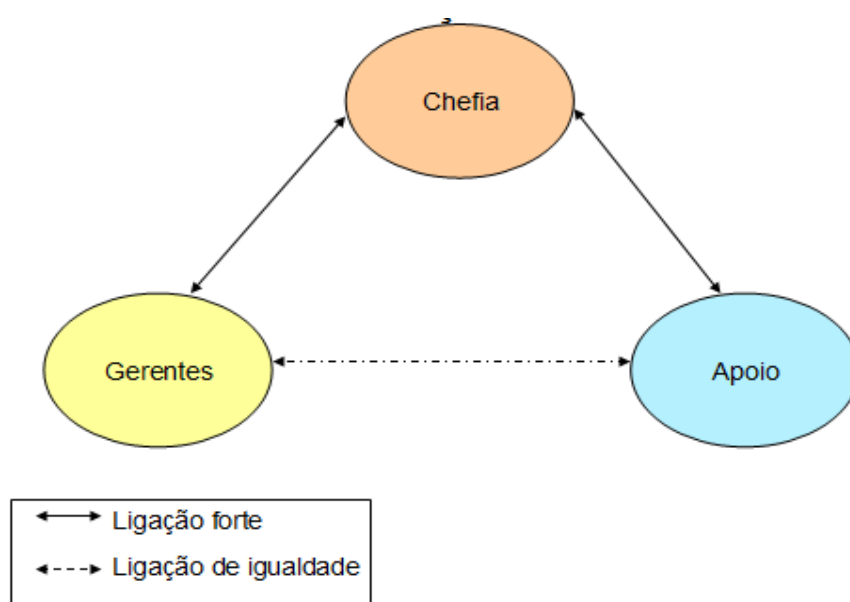 Chefia
Gerentes
Apoio
Ligação forte
Ligação de igualdade